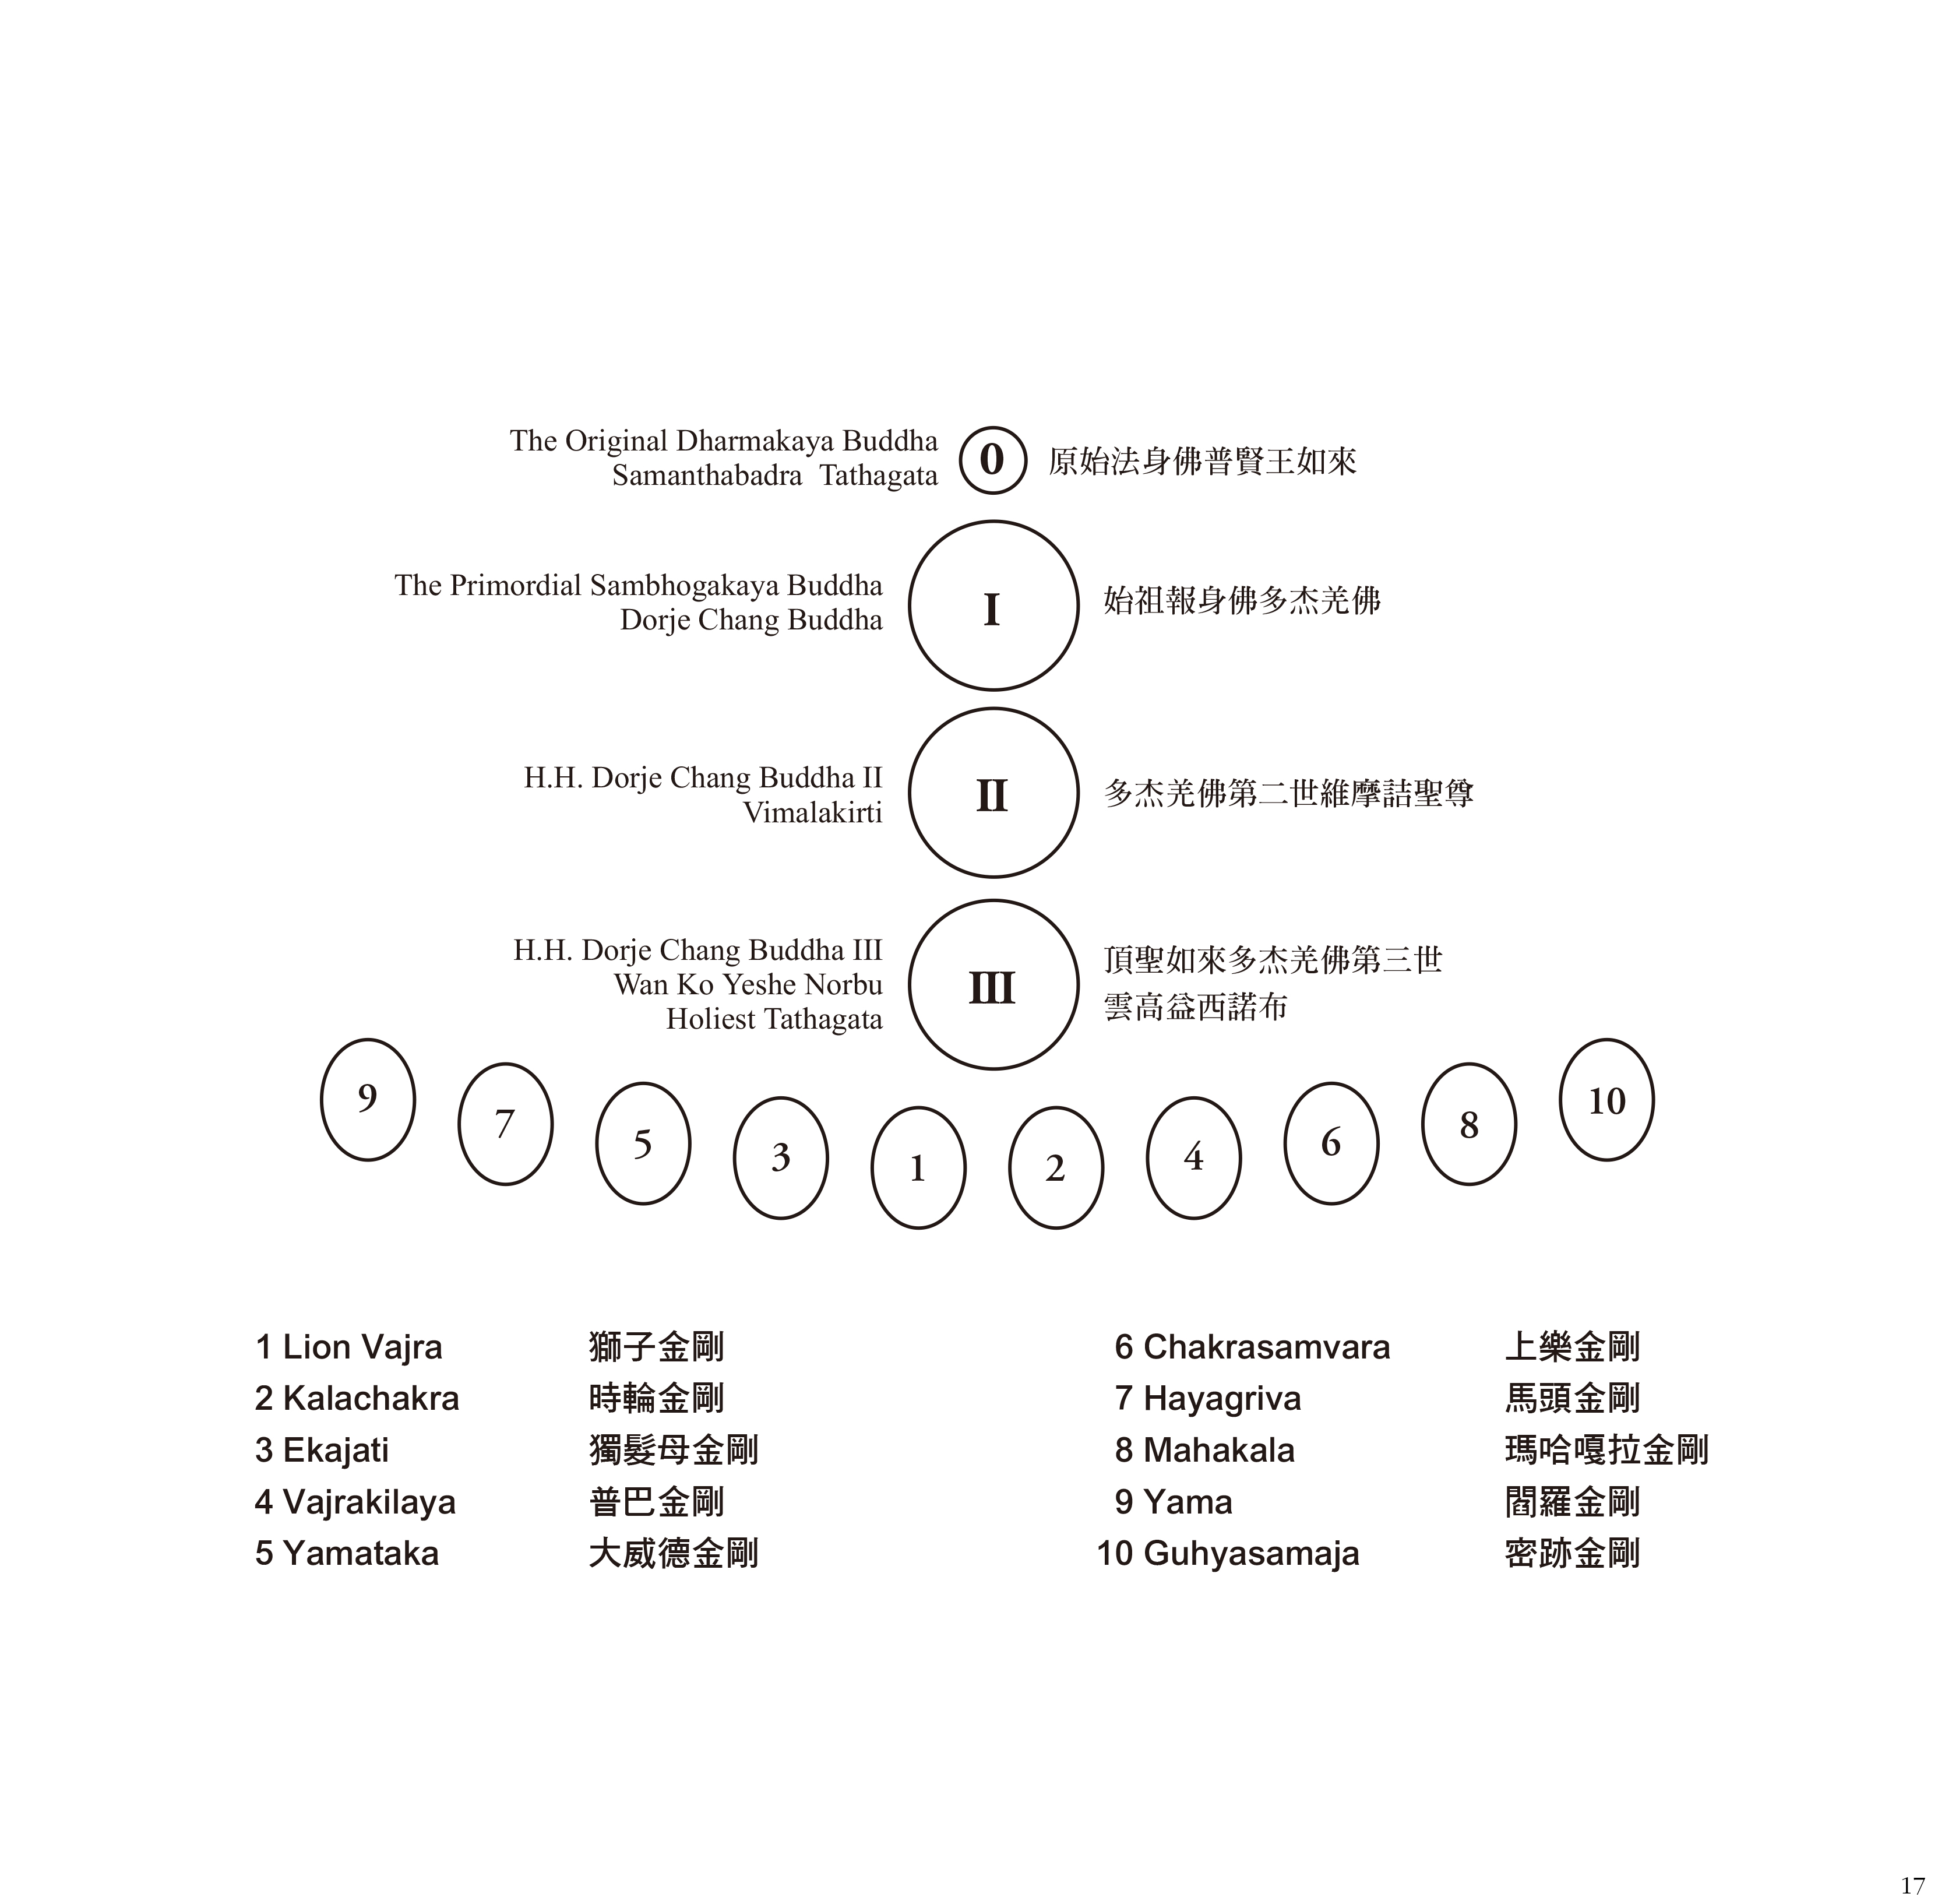 The Original Dharmakaya Buddha
Samanthabadra Tathagata
0
原始法身佛普賢王如來
The Primordial Sambhogakaya Buddha
Dorje Chang Buddha
I
始祖報身佛多杰羌佛
H.H. Dorje Chang Buddha II
Vimalakirti
II
多杰羌佛第二世維摩詰聖尊
H.H. Dorje Chang Buddha III
Wan Ko Yeshe Norbu
Holiest Tathagata
III
頂聖如來多杰羌佛第三世
雲高益西諾布
9 7 5 3 1 2 4 6 8 10
1 Lion Vajra 獅子金剛
2 Kalachakra 時輪金剛
3 Ekajati 獨髮母金剛
4 Vajrakilaya 普巴金剛
5 Yamataka 大威德金剛
6 Chakrasamvara 上樂金剛
7 Hayagriva 馬頭金剛
8 Mahakala 瑪哈嘎拉金剛
9 Yama 閻羅金剛
10 Guhyasamaja 密跡金剛
17